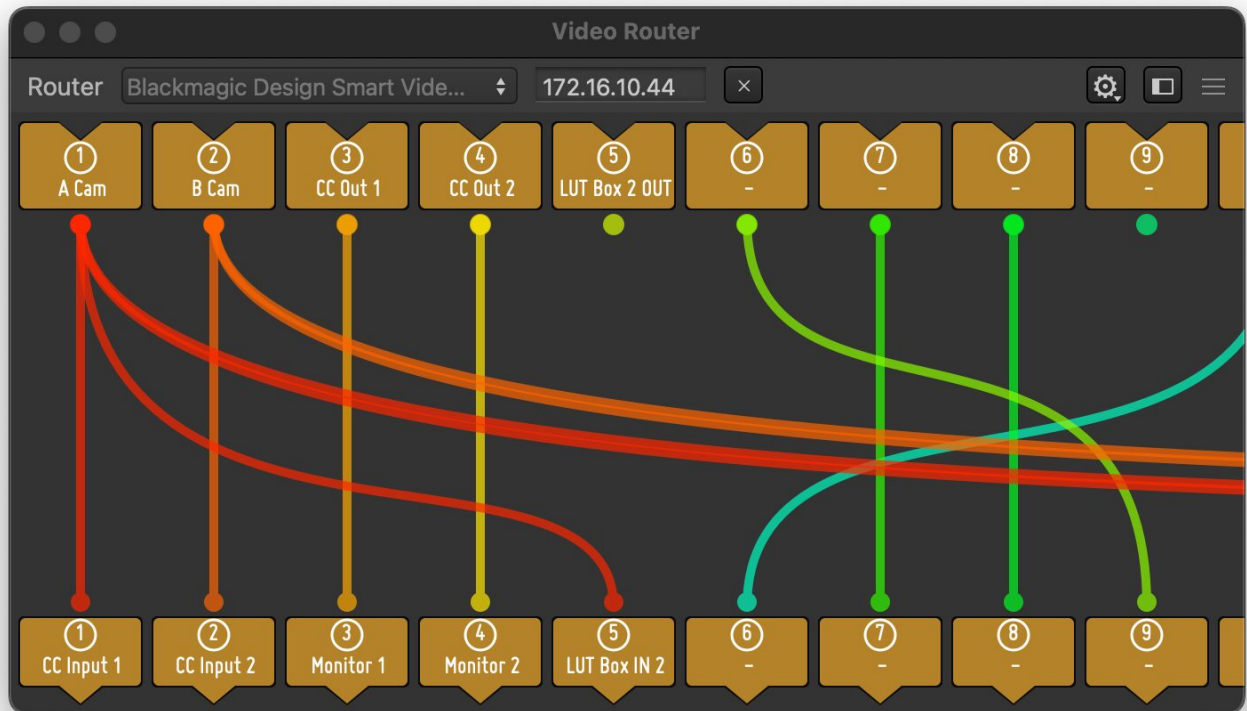 Video Router
Router Blackmagic Design Smart Vide... 172.16.10.44 ×
1 2 3 4 5 6 7 8 9
A Cam B Cam CC Out 1 CC Out 2 LUT Box 2 OUT - - - -
1 2 3 4 5 6 7 8 9
CC Input 1 CC Input 2 Monitor 1 Monitor 2 LUT Box IN 2 - - - -